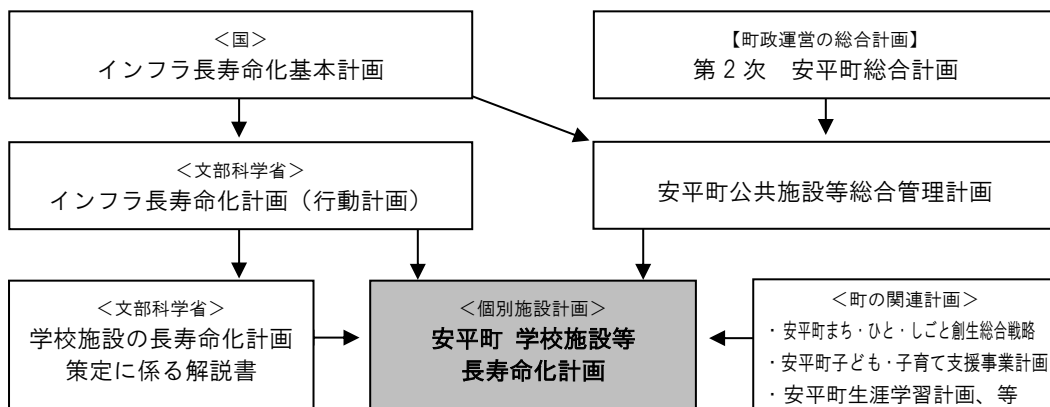 ＜国＞
インフラ長寿命化基本計画
【町政運営の総合計画】
第２次　安平町総合計画
＜文部科学省＞
インフラ長寿命化計画（行動計画）
安平町公共施設等総合管理計画
＜文部科学省＞
学校施設の長寿命化計画
策定に係る解説書
＜個別施設計画＞
安平町 学校施設等
長寿命化計画
＜町の関連計画＞
・安平町まち・ひと・しごと創生総合戦略
・安平町子ども・子育て支援事業計画
・安平町生涯学習計画、等